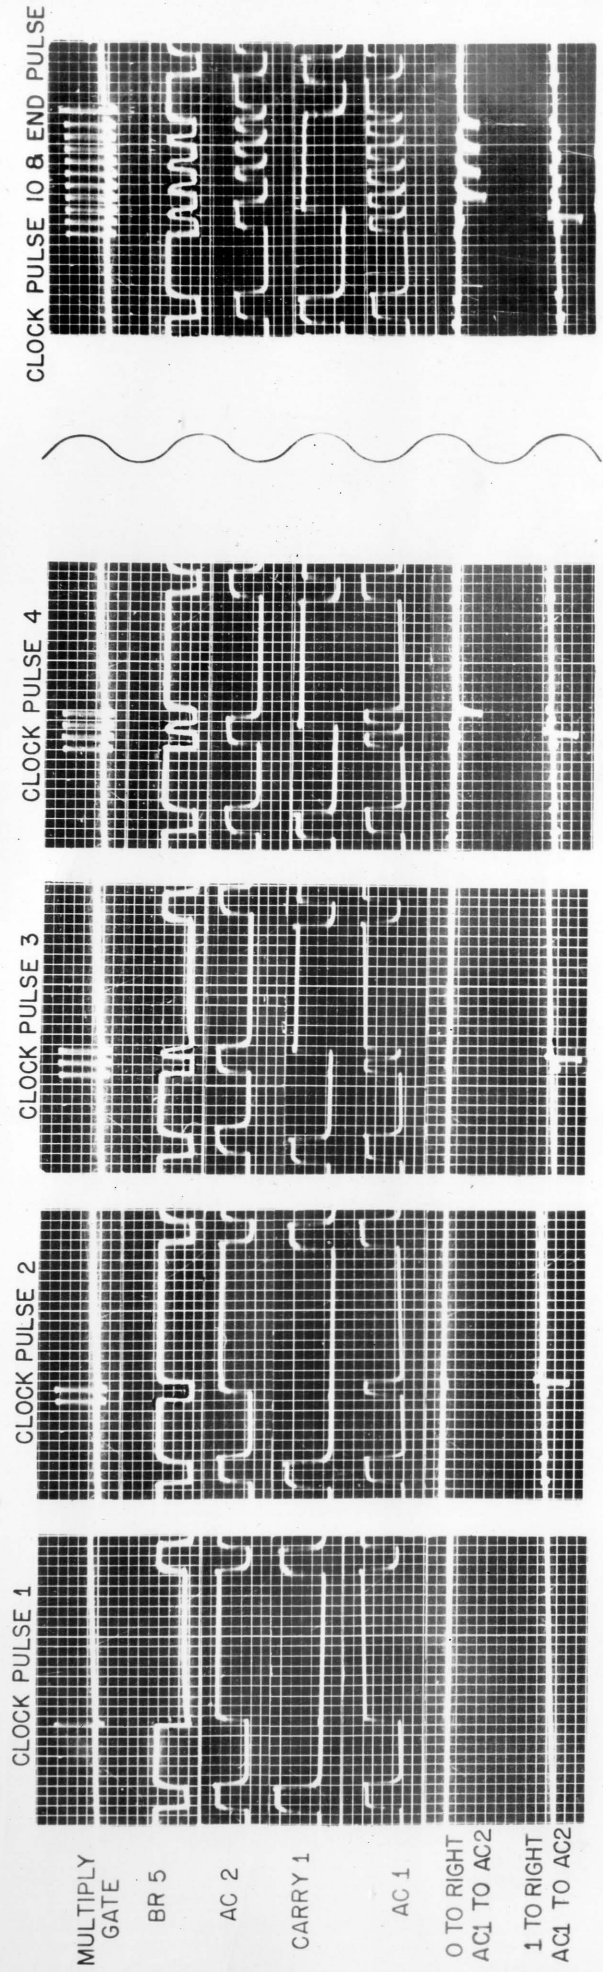 CLOCK PULSE 1
CLOCK PULSE 2
CLOCK PULSE 3
CLOCK PULSE 4
CLOCK PULSE 10 & END PULSE
MULTIPLY
GATE
BR 5
AC 2
CARRY 1
AC 1
0 TO RIGHT
AC1 TO AC2
1 TO RIGHT
AC1 TO AC2